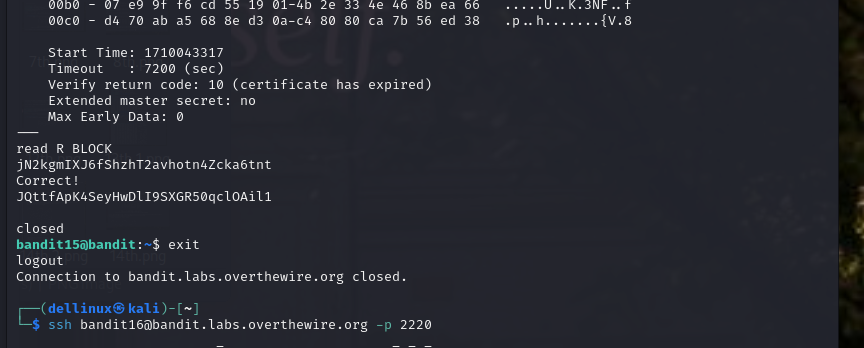 00b0 - 07 e9 9f f6 cd 55 19 01-4b 2e 33 4e 46 8b ea 66   .....U..K.3NF..f
00c0 - d4 70 ab a5 68 8e d3 0a-c4 80 80 ca 7b 56 ed 38   .p..h.......{V.8
Start Time: 1710043317
Timeout   : 7200 (sec)
Verify return code: 10 (certificate has expired)
Extended master secret: no
Max Early Data: 0
---
read R BLOCK
jN2kgmIXJ6fShzhT2avhotn4Zcka6tnt
Correct!
JQttfApK4SeyHwDlI9SXGR50qclOAil1
closed
bandit15@bandit:~$ exit
logout
Connection to bandit.labs.overthewire.org closed.
┌──(dellinux㉿kali)-[~]
└─$ ssh bandit16@bandit.labs.overthewire.org -p 2220